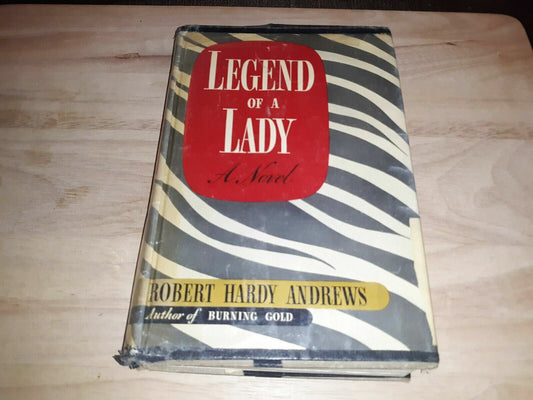 LEGEND
OF A
LADY
A Novel
ROBERT HARDY ANDREWS
Author of BURNING GOLD